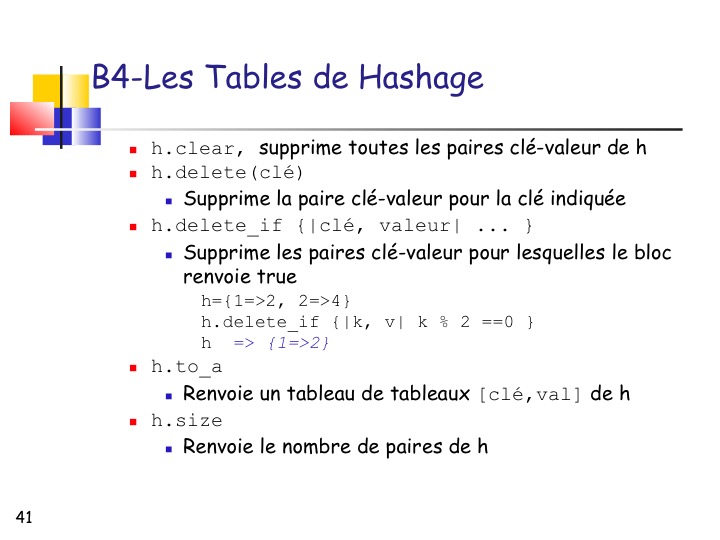 B4-Les Tables de Hashage
h.clear, supprime toutes les paires clé-valeur de h
h.delete(clé)
Supprime la paire clé-valeur pour la clé indiquée
h.delete_if {|clé, valeur| ... }
Supprime les paires clé-valeur pour lesquelles le bloc
renvoie true
h={1=>2, 2=>4}
h.delete_if {|k, v| k % 2 ==0 }
h => {1=>2}
h.to_a
Renvoie un tableau de tableaux [clé,val] de h
h.size
Renvoie le nombre de paires de h
41